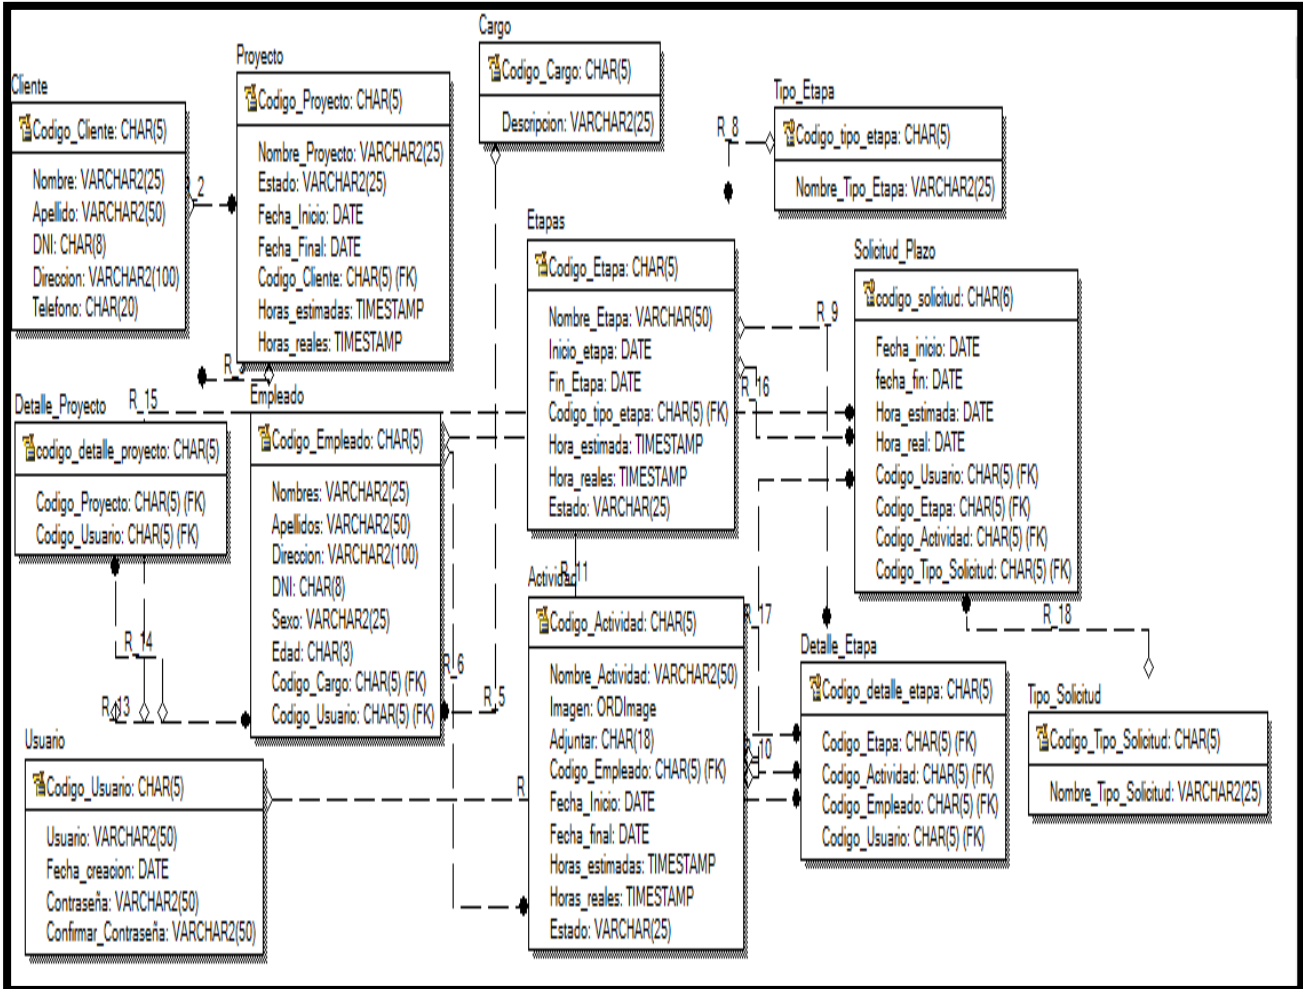 Cliente
Codigo_Cliente: CHAR(5)
Nombre: VARCHAR2(25)
Apellido: VARCHAR2(50)
DNI: CHAR(8)
Direccion: VARCHAR2(100)
Telefono: CHAR(20)
_2
Proyecto
Codigo_Proyecto: CHAR(5)
Nombre_Proyecto: VARCHAR2(25)
Estado: VARCHAR2(25)
Fecha_Inicio: DATE
Fecha_Final: DATE
Codigo_Cliente: CHAR(5) (FK)
Horas_estimadas: TIMESTAMP
Horas_reales: TIMESTAMP
Cargo
Codigo_Cargo: CHAR(5)
Descripcion: VARCHAR2(25)
R_8
Tipo_Etapa
Codigo_tipo_etapa: CHAR(5)
Nombre_Tipo_Etapa: VARCHAR2(25)
Etapas
Codigo_Etapa: CHAR(5)
Nombre_Etapa: VARCHAR(50)
Inicio_etapa: DATE
Fin_Etapa: DATE
Codigo_tipo_etapa: CHAR(5) (FK)
Hora_estimada: TIMESTAMP
Hora_reales: TIMESTAMP
Estado: VARCHAR(25)
R_9
R_16
Solicitud_Plazo
codigo_solicitud: CHAR(6)
Fecha_inicio: DATE
fecha_fin: DATE
Hora_estimada: DATE
Hora_real: DATE
Codigo_Usuario: CHAR(5) (FK)
Codigo_Etapa: CHAR(5) (FK)
Codigo_Actividad: CHAR(5) (FK)
Codigo_Tipo_Solicitud: CHAR(5) (FK)
R_15
Detalle_Proyecto
codigo_detalle_proyecto: CHAR(5)
Codigo_Proyecto: CHAR(5) (FK)
Codigo_Usuario: CHAR(5) (FK)
R_14
R_13
Empleado
Codigo_Empleado: CHAR(5)
Nombres: VARCHAR2(25)
Apellidos: VARCHAR2(50)
Direccion: VARCHAR2(100)
DNI: CHAR(8)
Sexo: VARCHAR2(25)
Edad: CHAR(3)
Codigo_Cargo: CHAR(5) (FK)
Codigo_Usuario: CHAR(5) (FK)
R_6
R_5
R_11
Actividad
Codigo_Actividad: CHAR(5)
Nombre_Actividad: VARCHAR2(50)
Imagen: ORDImage
Adjuntar: CHAR(18)
Codigo_Empleado: CHAR(5) (FK)
Fecha_Inicio: DATE
Fecha_final: DATE
Horas_estimadas: TIMESTAMP
Horas_reales: TIMESTAMP
Estado: VARCHAR(25)
R_17
R_18
R_10
Detalle_Etapa
Codigo_detalle_etapa: CHAR(5)
Codigo_Etapa: CHAR(5) (FK)
Codigo_Actividad: CHAR(5) (FK)
Codigo_Empleado: CHAR(5) (FK)
Codigo_Usuario: CHAR(5) (FK)
Tipo_Solicitud
Codigo_Tipo_Solicitud: CHAR(5)
Nombre_Tipo_Solicitud: VARCHAR2(25)
Usuario
Codigo_Usuario: CHAR(5)
Usuario: VARCHAR2(50)
Fecha_creacion: DATE
Contraseña: VARCHAR2(50)
Confirmar_Contraseña: VARCHAR2(50)
R